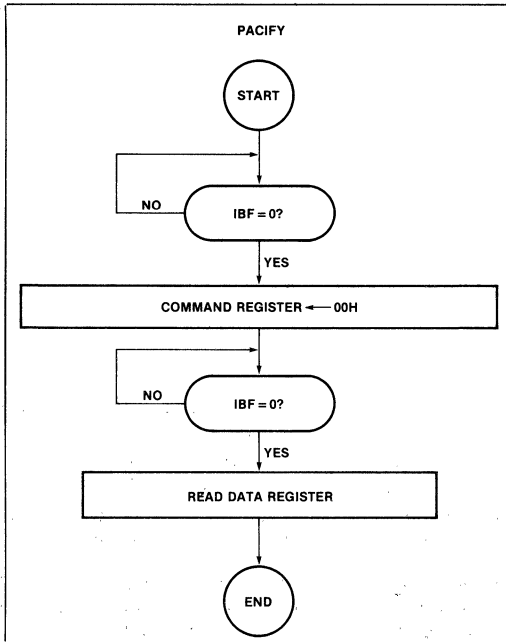 PACIFY
START
IBF = 0?
NO
YES
COMMAND REGISTER ← 00H
IBF = 0?
NO
YES
READ DATA REGISTER
END